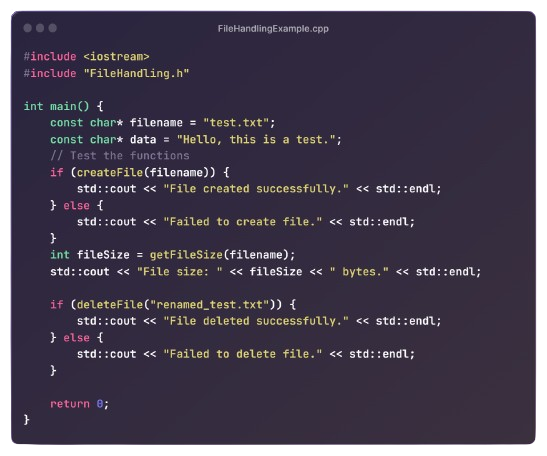 FileHandlingExample.cpp
#include <iostream>
#include "FileHandling.h"

int main() {
    const char* filename = "test.txt";
    const char* data = "Hello, this is a test.";
    // Test the functions
    if (createFile(filename)) {
        std::cout << "File created successfully." << std::endl;
    } else {
        std::cout << "Failed to create file." << std::endl;
    }
    int fileSize = getFileSize(filename);
    std::cout << "File size: " << fileSize << " bytes." << std::endl;

    if (deleteFile("renamed_test.txt")) {
        std::cout << "File deleted successfully." << std::endl;
    } else {
        std::cout << "Failed to delete file." << std::endl;
    }

    return 0;
}